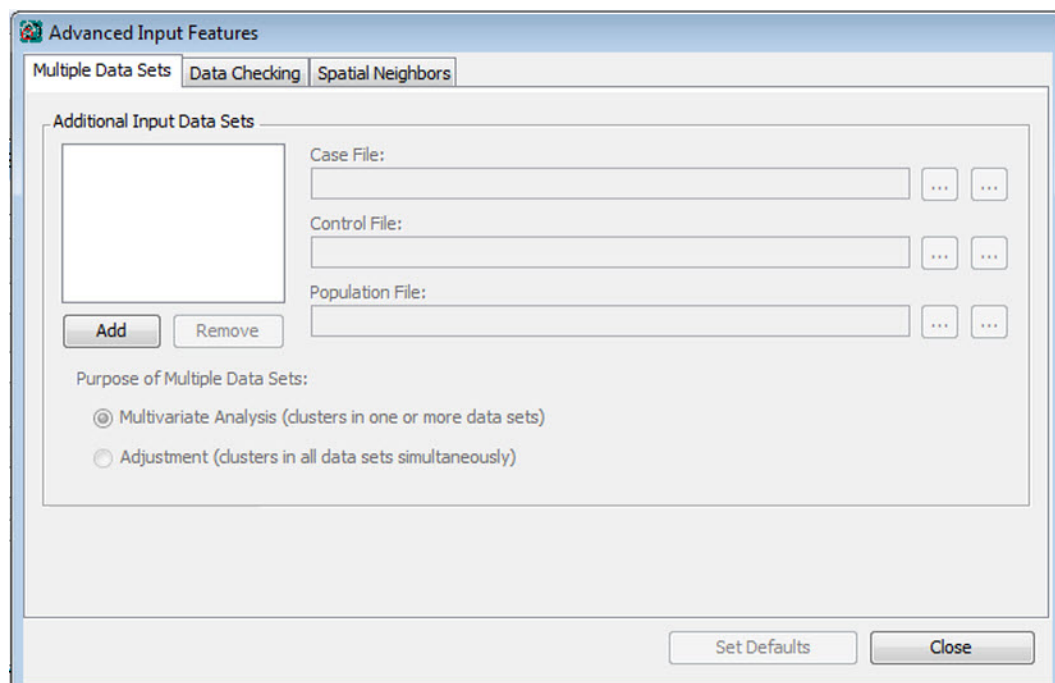 Advanced Input Features
Multiple Data Sets Data Checking Spatial Neighbors
Additional Input Data Sets
Case File:
... ...
Control File:
... ...
Population File:
... ...
Add Remove
Purpose of Multiple Data Sets:
Multivariate Analysis (clusters in one or more data sets)
Adjustment (clusters in all data sets simultaneously)
Set Defaults Close